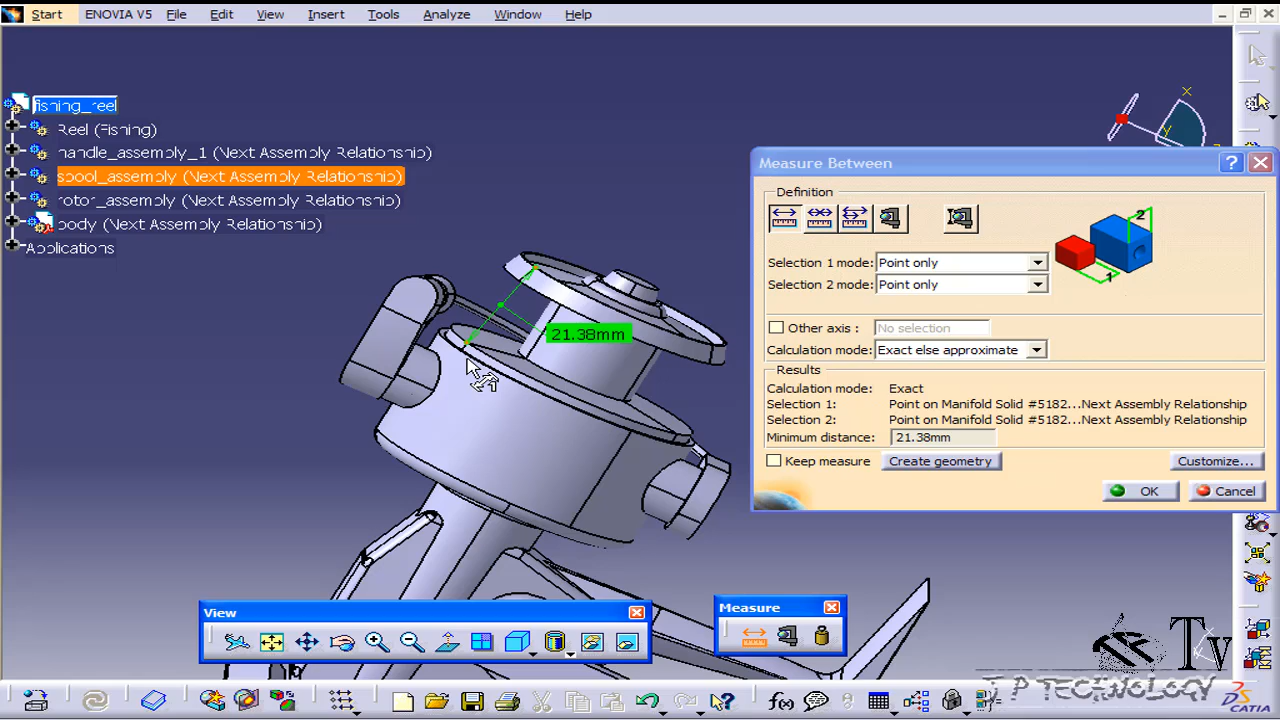 Start ENOVIA V5 File Edit View Insert Tools Analyze Window Help
fishing_reel
Reel (Fishing)
handle_assembly_1 (Next Assembly Relationship)
spool_assembly (Next Assembly Relationship)
rotor_assembly (Next Assembly Relationship)
body (Next Assembly Relationship)
Applications
X
y
21.38mm
Measure Between
Definition
Selection 1 mode: Point only
Selection 2 mode: Point only
2
1
Other axis : No selection
Calculation mode: Exact else approximate
Results
Calculation mode: Exact
Selection 1: Point on Manifold Solid #5182...Next Assembly Relationship
Selection 2: Point on Manifold Solid #5182...Next Assembly Relationship
Minimum distance: 21.38mm
Keep measure Create geometry Customize...
OK Cancel
View
Measure
Tv
TECHNOLOGY
f(x)
CATIA